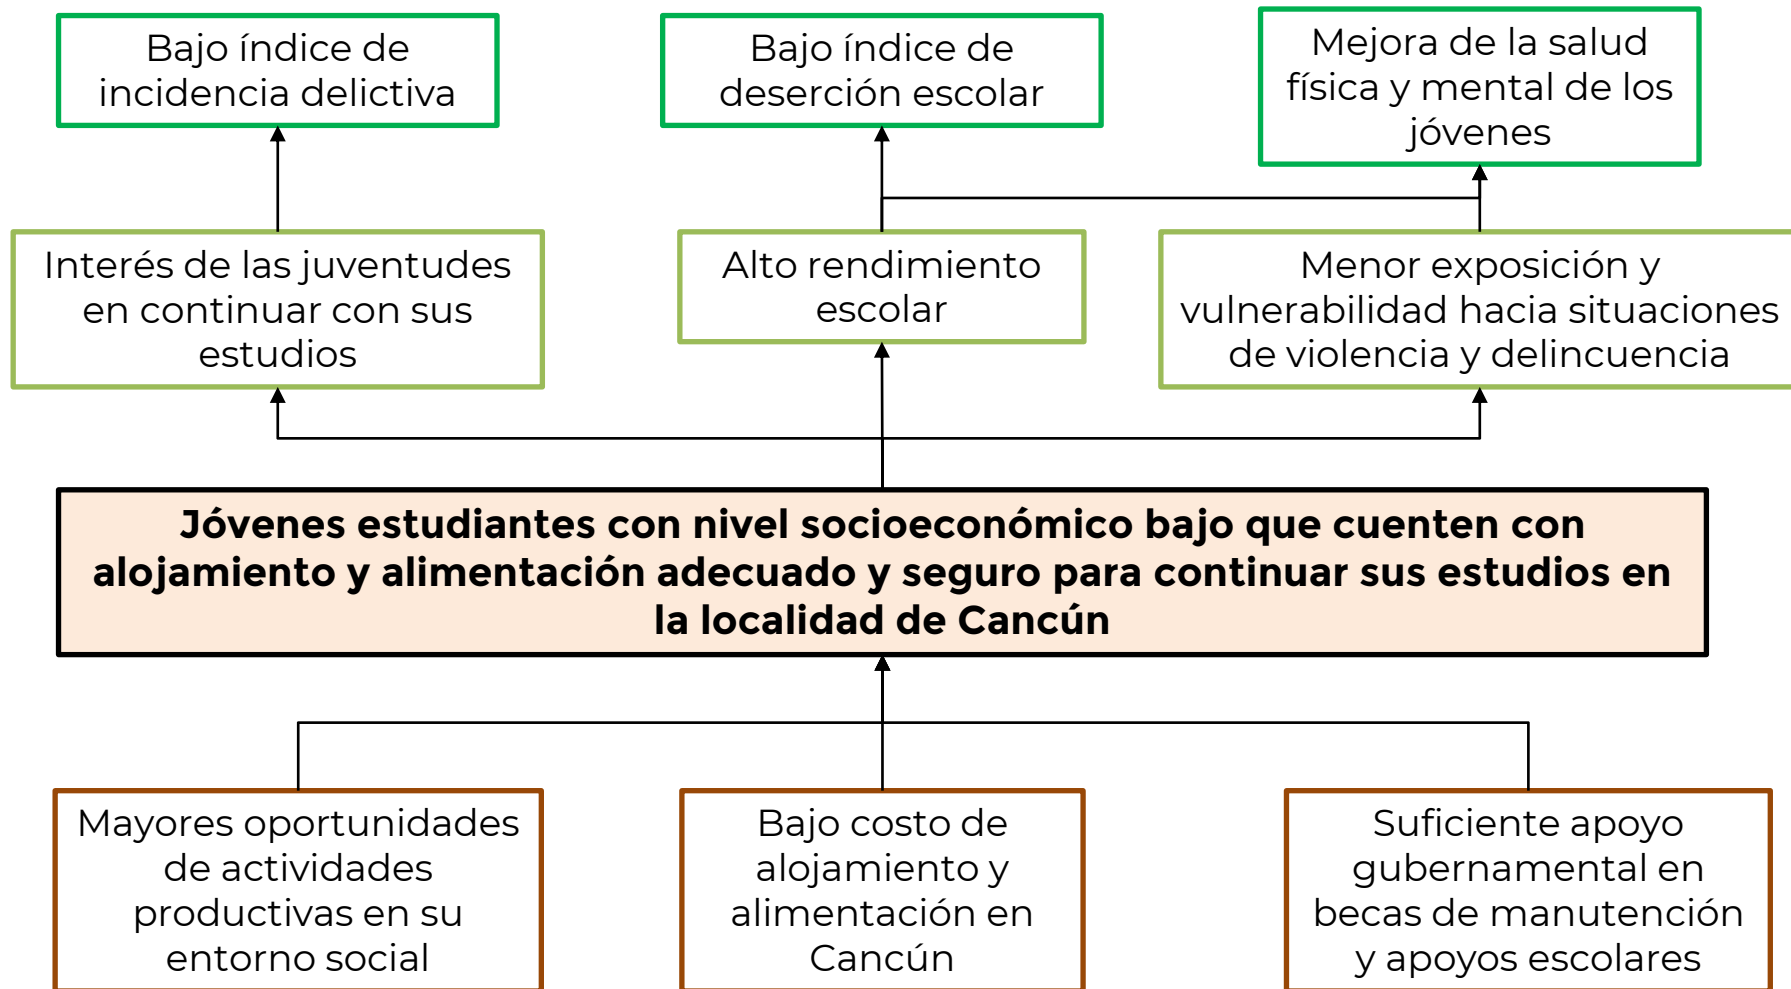 Bajo índice de
incidencia delictiva
Bajo índice de
deserción escolar
Mejora de la salud
física y mental de los
jóvenes
Interés de las juventudes
en continuar con sus
estudios
Alto rendimiento
escolar
Menor exposición y
vulnerabilidad hacia situaciones
de violencia y delincuencia
Jóvenes estudiantes con nivel socioeconómico bajo que cuenten con
alojamiento y alimentación adecuado y seguro para continuar sus estudios en
la localidad de Cancún
Mayores oportunidades
de actividades
productivas en su
entorno social
Bajo costo de
alojamiento y
alimentación en
Cancún
Suficiente apoyo
gubernamental en
becas de manutención
y apoyos escolares